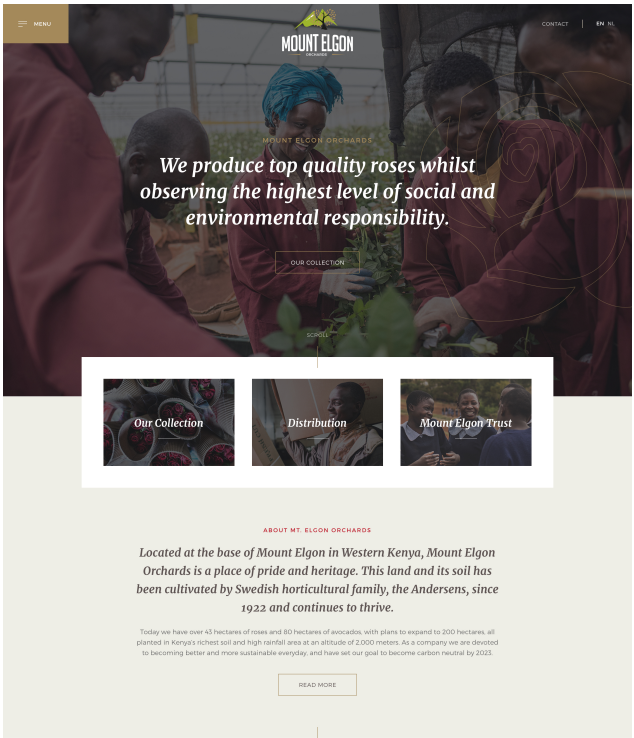 MENU
MOUNT ELGON
ORCHARDS
CONTACT
EN NL
MOUNT ELGON ORCHARDS
We produce top quality roses whilst
observing the highest level of social and
environmental responsibility.
OUR COLLECTION
SCROLL
Our Collection
Distribution
Mount Elgon Trust
ABOUT MT. ELGON ORCHARDS
Located at the base of Mount Elgon in Western Kenya, Mount Elgon
Orchards is a place of pride and heritage. This land and its soil has
been cultivated by Swedish horticultural family, the Andersens, since
1922 and continues to thrive.
Today we have over 43 hectares of roses and 80 hectares of avocados, with plans to expand to 200 hectares, all
planted in Kenya's richest soil and high rainfall area at an altitude of 2,000 meters. As a company we are devoted
to becoming better and more sustainable everyday, and have set our goal to become carbon neutral by 2023.
READ MORE